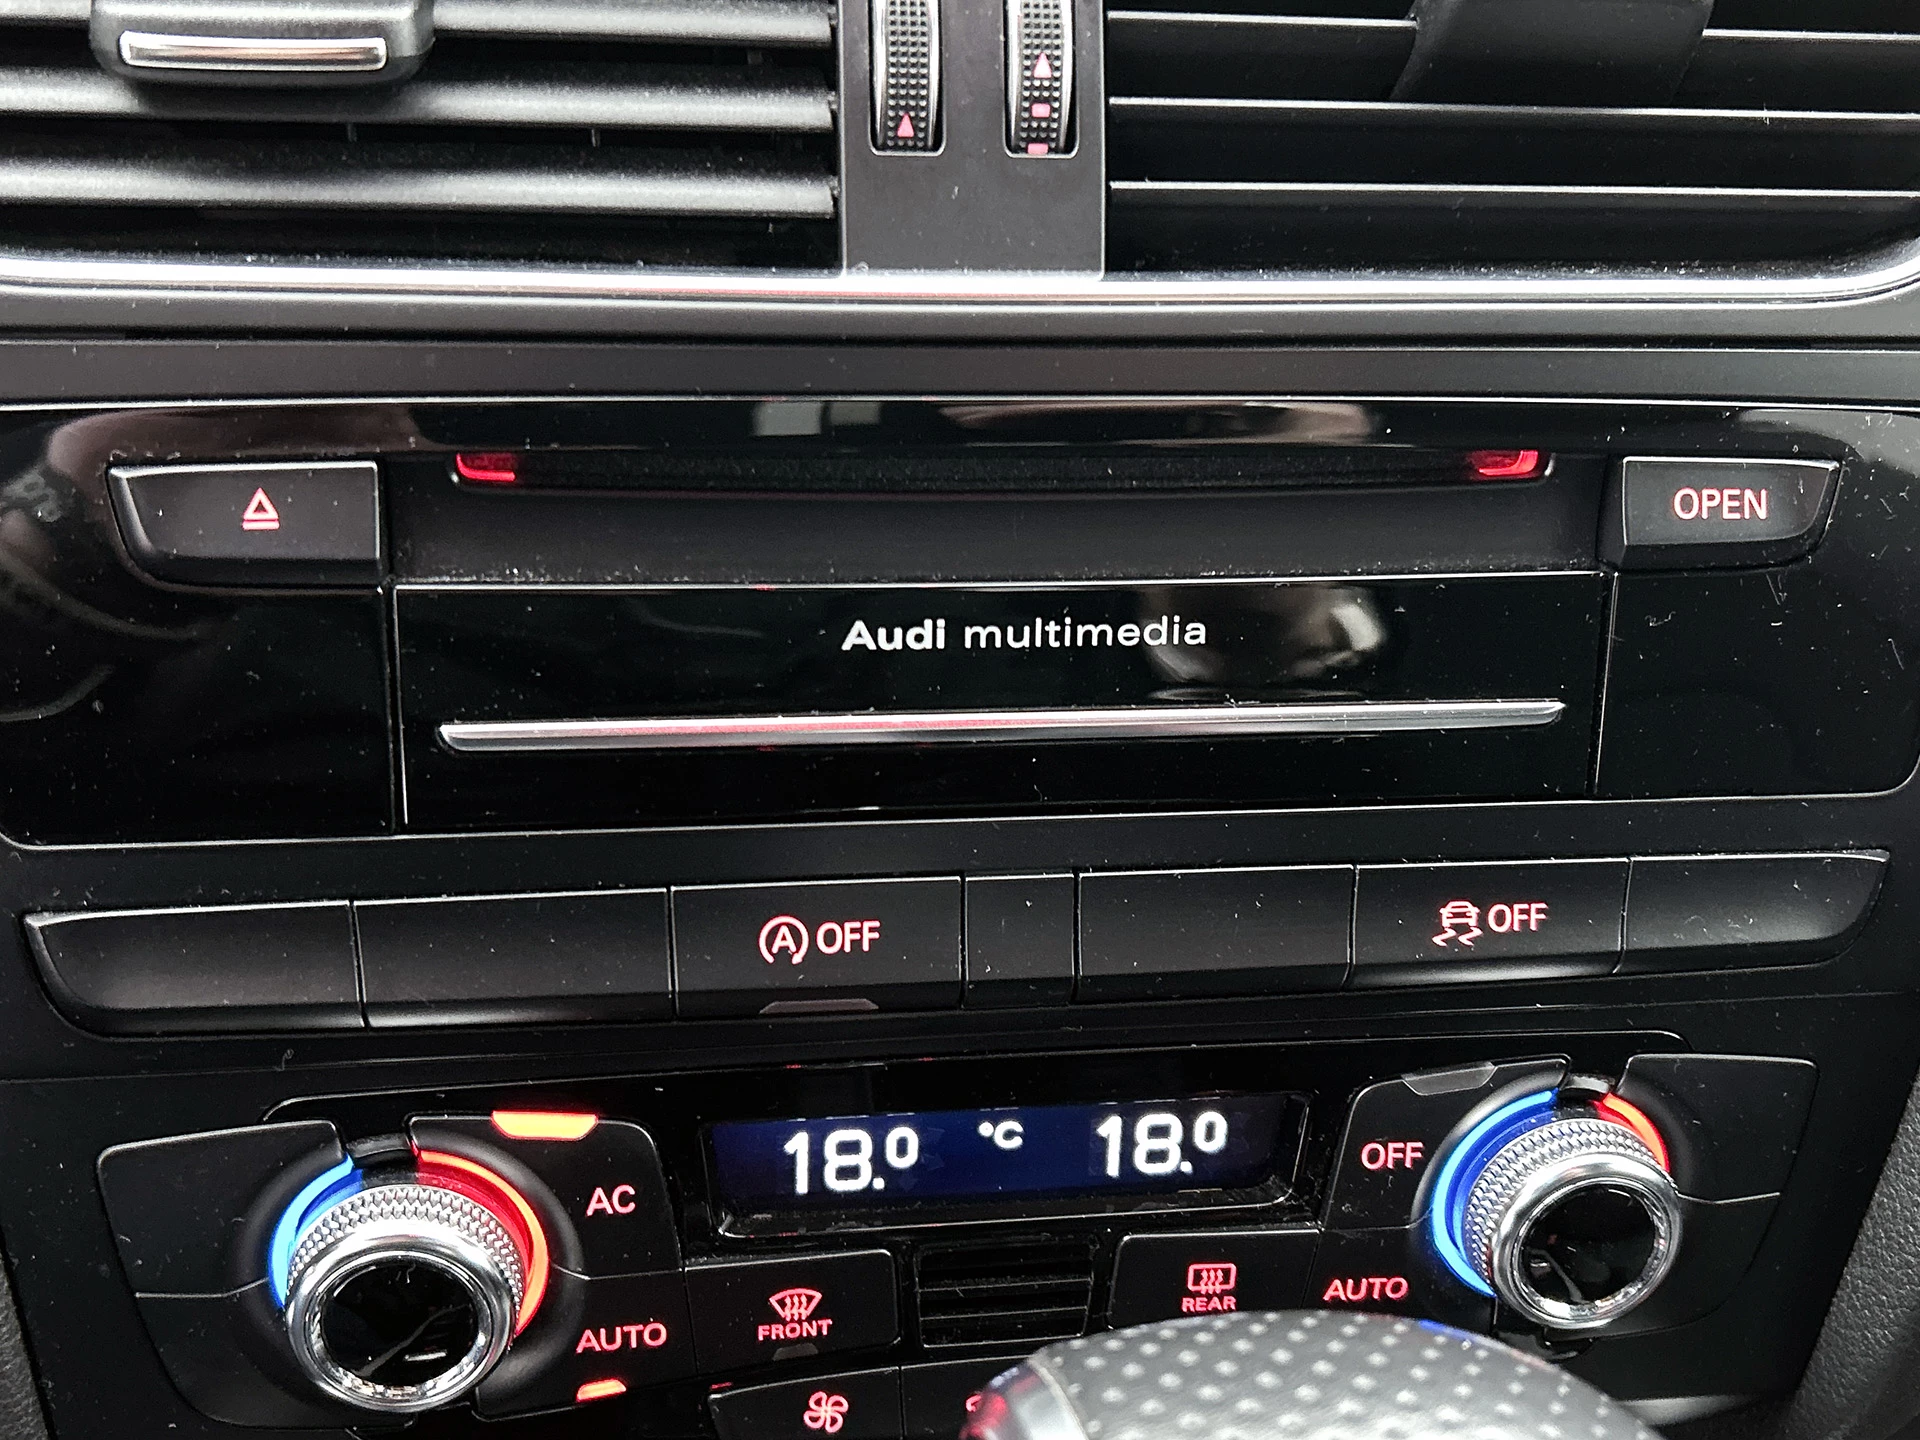 OPEN
Audi multimedia
A OFF
OFF
18.0 °C 18.0
OFF
AC
REAR
AUTO
FRONT
AUTO